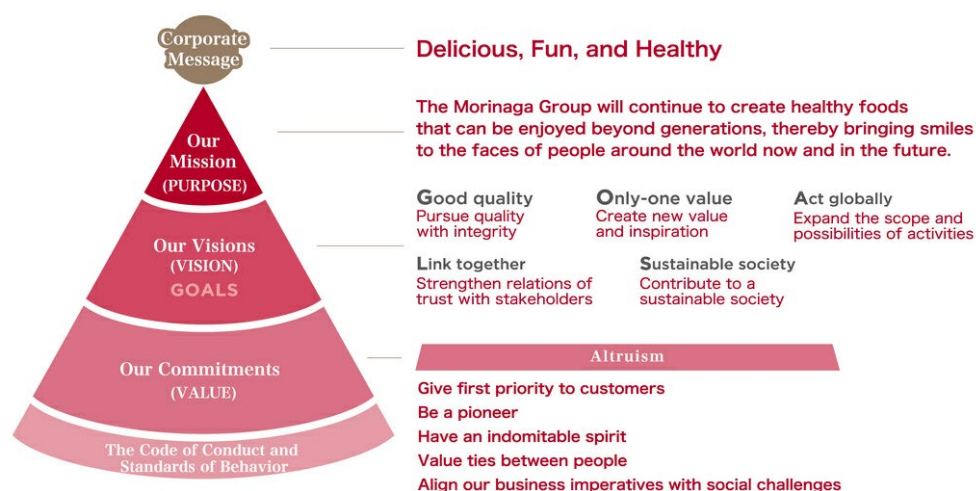 Corporate
Message
Delicious, Fun, and Healthy
Our
Mission
(PURPOSE)
The Morinaga Group will continue to create healthy foods
that can be enjoyed beyond generations, thereby bringing smiles
to the faces of people around the world now and in the future.
Our Visions
(VISION)
GOALS
Good quality
Pursue quality
with integrity
Only-one value
Create new value
and inspiration
Act globally
Expand the scope and
possibilities of activities
Link together
Strengthen relations of
trust with stakeholders
Sustainable society
Contribute to a
sustainable society
Our Commitments
(VALUE)
Altruism
Give first priority to customers
Be a pioneer
Have an indomitable spirit
Value ties between people
Align our business imperatives with social challenges
The Code of Conduct and
Standards of Behavior